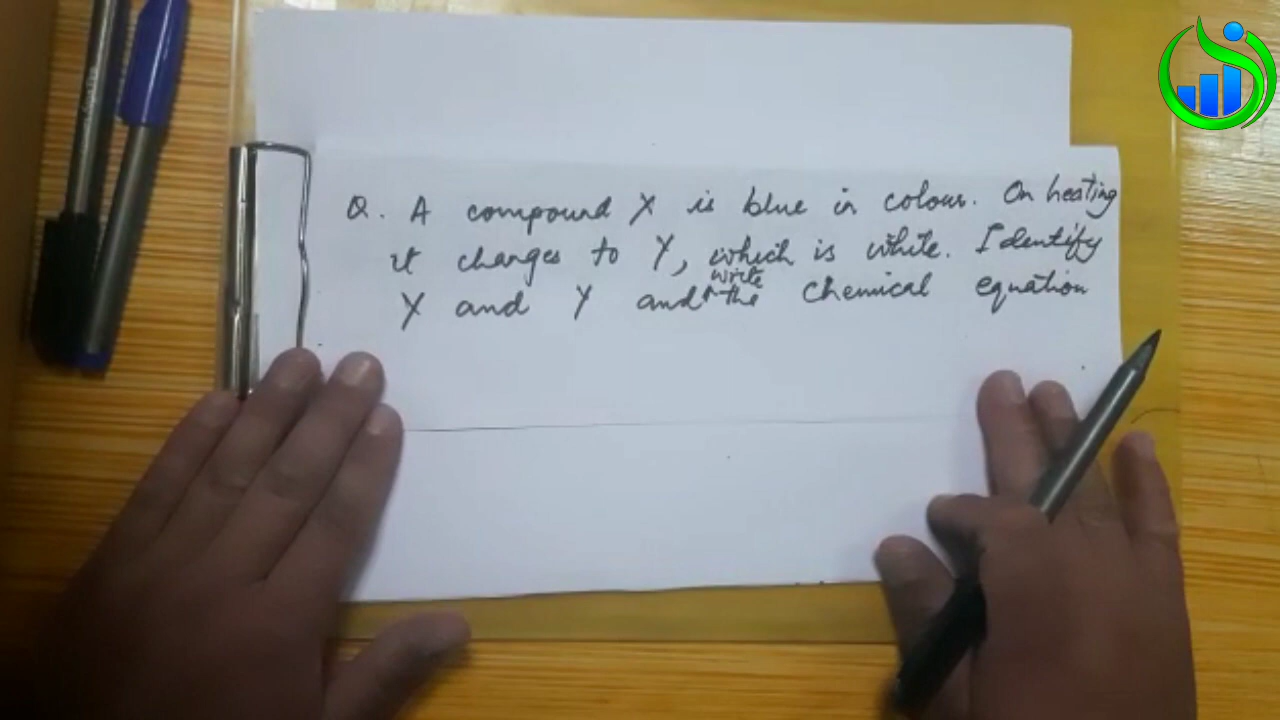 Q. A compound X is blue in colour. On heating
it changes to Y, which is white. Identify
X and Y and write the chemical equation